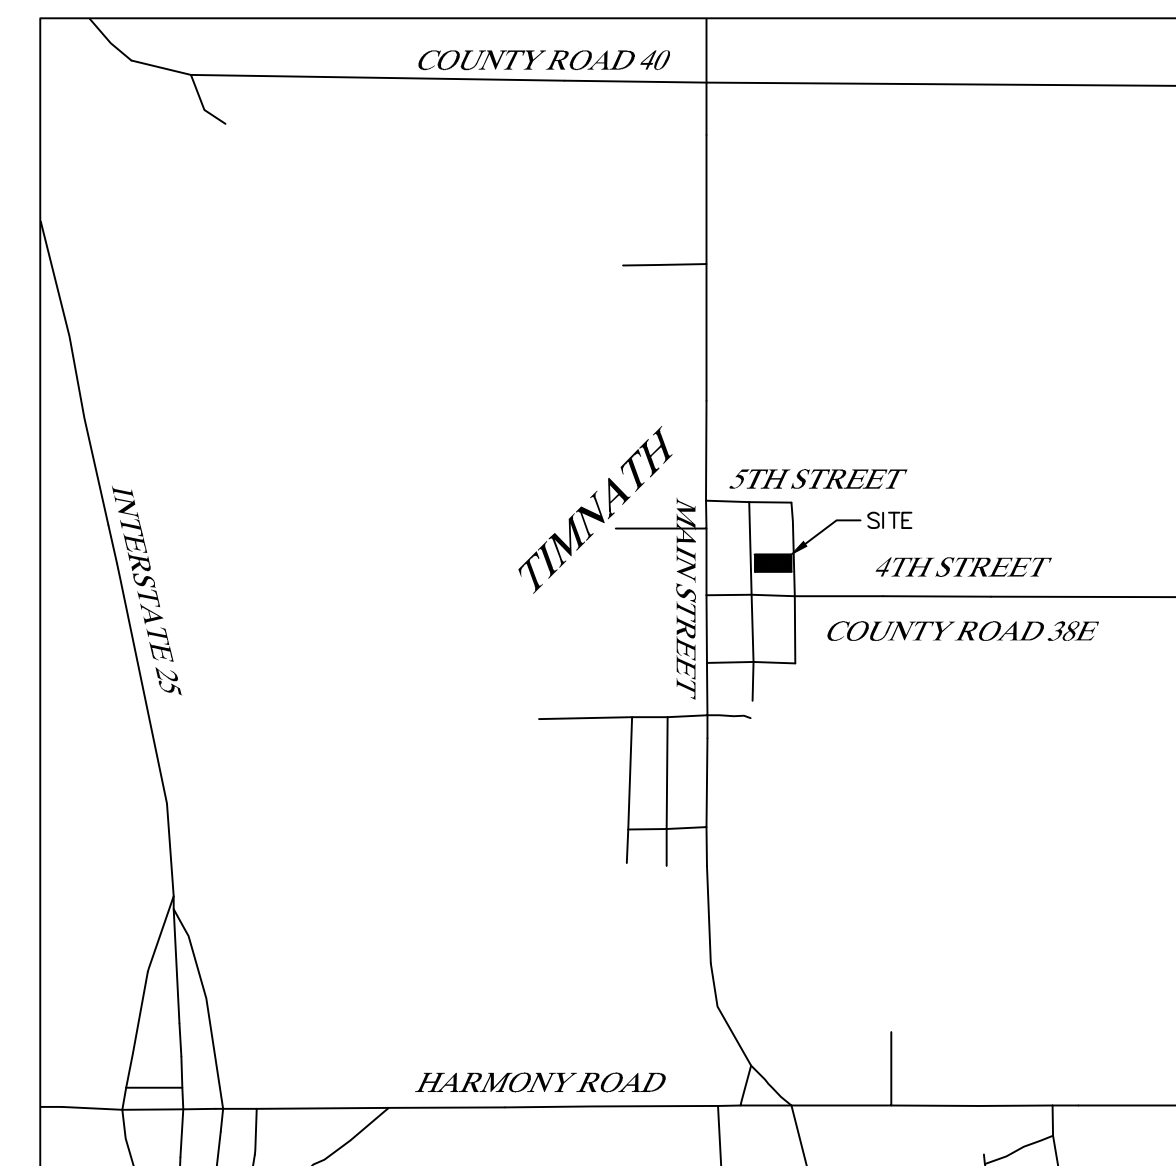 COUNTY ROAD 40
TIMNATH
5TH STREET
MAIN STREET
SITE
INTERSTATE 25
4TH STREET
COUNTY ROAD 38E
HARMONY ROAD